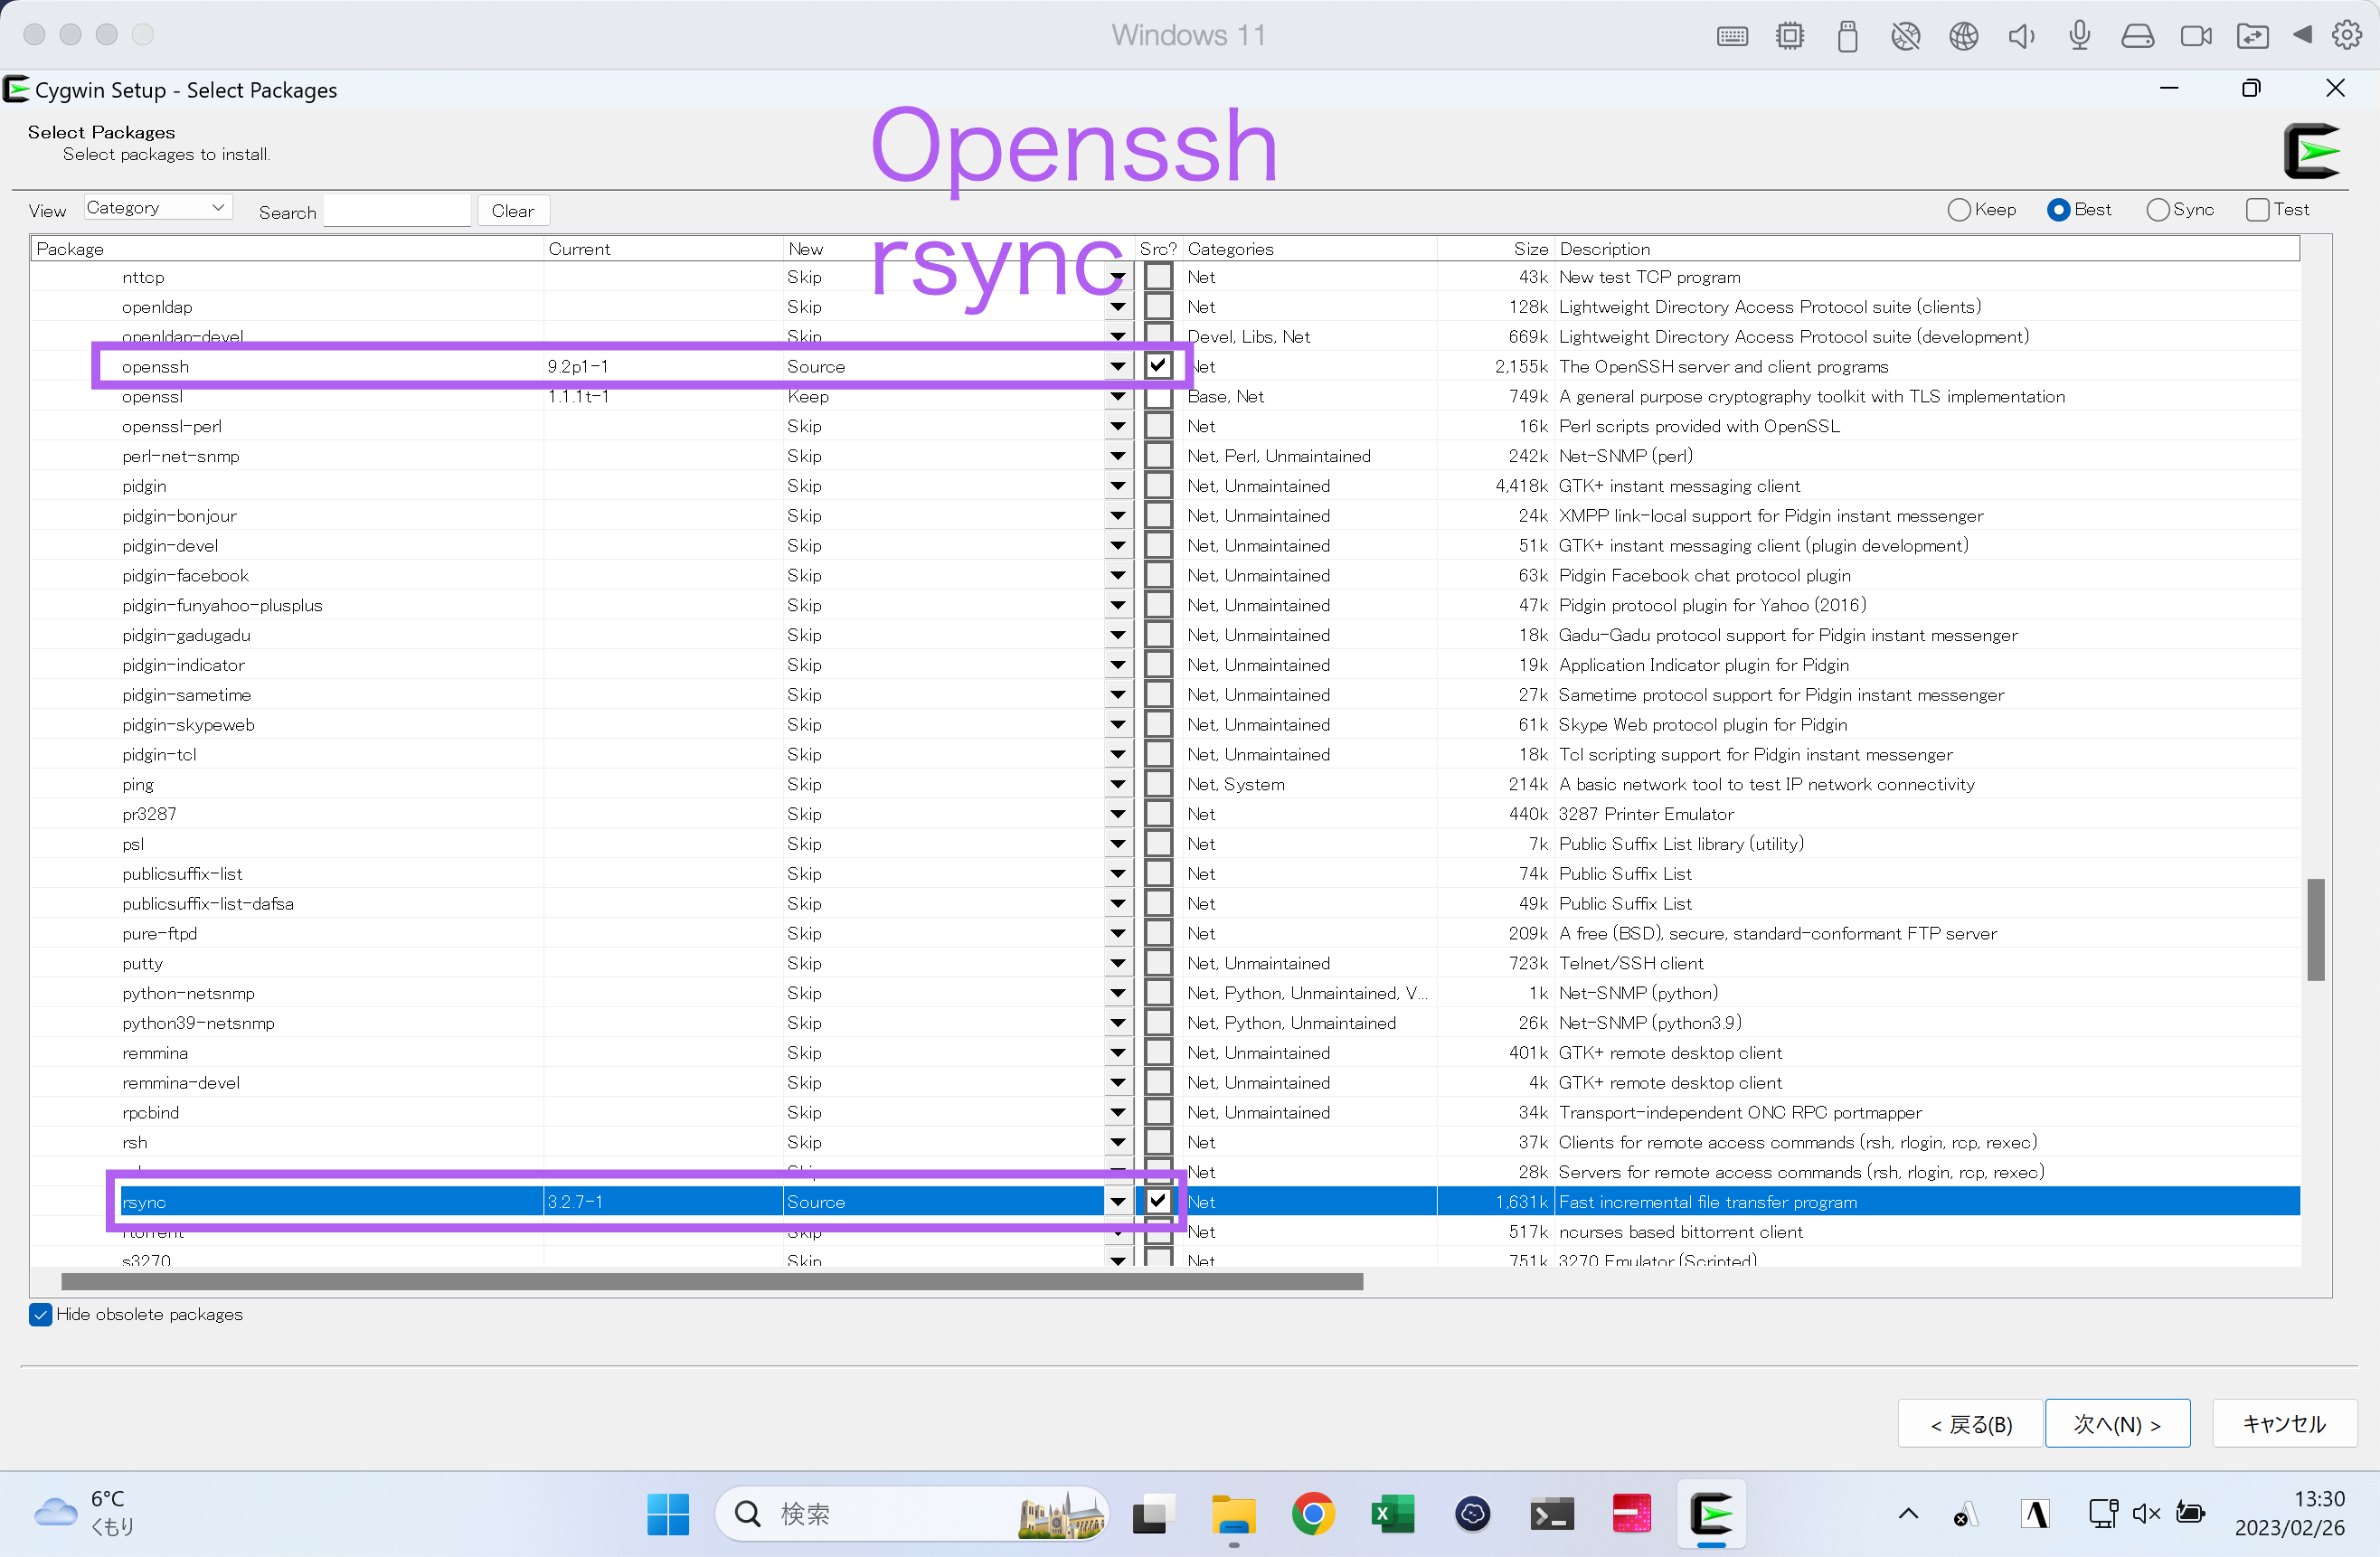 Windows 11
Cygwin Setup - Select Packages
Select Packages
Select packages to install.
Openssh
rsync
View Category Search Clear Keep Best Sync Test
Package Current New Src? Categories Size Description
nttcp Skip Net 43k New test TCP program
openldap Skip Net 128k Lightweight Directory Access Protocol suite (clients)
openldap-devel Skip Devel, Libs, Net 669k Lightweight Directory Access Protocol suite (development)
openssh 9.2p1-1 Source Net 2,155k The OpenSSH server and client programs
openssl 1.1.1t-1 Keep Base, Net 749k A general purpose cryptography toolkit with TLS implementation
openssl-perl Skip Net 16k Perl scripts provided with OpenSSL
perl-net-snmp Skip Net, Perl, Unmaintained 242k Net-SNMP (perl)
pidgin Skip Net, Unmaintained 4,418k GTK+ instant messaging client
pidgin-bonjour Skip Net, Unmaintained 24k XMPP link-local support for Pidgin instant messenger
pidgin-devel Skip Net, Unmaintained 51k GTK+ instant messaging client (plugin development)
pidgin-facebook Skip Net, Unmaintained 63k Pidgin Facebook chat protocol plugin
pidgin-funyahoo-plusplus Skip Net, Unmaintained 47k Pidgin protocol plugin for Yahoo (2016)
pidgin-gadugadu Skip Net, Unmaintained 18k Gadu-Gadu protocol support for Pidgin instant messenger
pidgin-indicator Skip Net, Unmaintained 19k Application Indicator plugin for Pidgin
pidgin-sametime Skip Net, Unmaintained 27k Sametime protocol support for Pidgin instant messenger
pidgin-skypeweb Skip Net, Unmaintained 61k Skype Web protocol plugin for Pidgin
pidgin-tcl Skip Net, Unmaintained 18k Tcl scripting support for Pidgin instant messenger
ping Skip Net, System 214k A basic network tool to test IP network connectivity
pr3287 Skip Net 440k 3287 Printer Emulator
psl Skip Net 7k Public Suffix List library (utility)
publicsuffix-list Skip Net 74k Public Suffix List
publicsuffix-list-dafsa Skip Net 49k Public Suffix List
pure-ftpd Skip Net 209k A free (BSD), secure, standard-conformant FTP server
putty Skip Net, Unmaintained 723k Telnet/SSH client
python-netsnmp Skip Net, Python, Unmaintained, V... 1k Net-SNMP (python)
python39-netsnmp Skip Net, Python, Unmaintained 26k Net-SNMP (python3.9)
remmina Skip Net, Unmaintained 401k GTK+ remote desktop client
remmina-devel Skip Net, Unmaintained 4k GTK+ remote desktop client
rpcbind Skip Net, Unmaintained 34k Transport-independent ONC RPC portmapper
rsh Skip Net 37k Clients for remote access commands (rsh, rlogin, rcp, rexec)
Net 28k Servers for remote access commands (rsh, rlogin, rcp, rexec)
rsync 3.2.7-1 Source Net 1,631k Fast incremental file transfer program
rtorrent Skip Net 517k ncurses based bittorrent client
s3270 Skip Net 751k 3270 Emulator (Scripted)
Hide obsolete packages
< 戻る(B) 次へ(N) > キャンセル
6°C
くもり
検索
13:30
2023/02/26